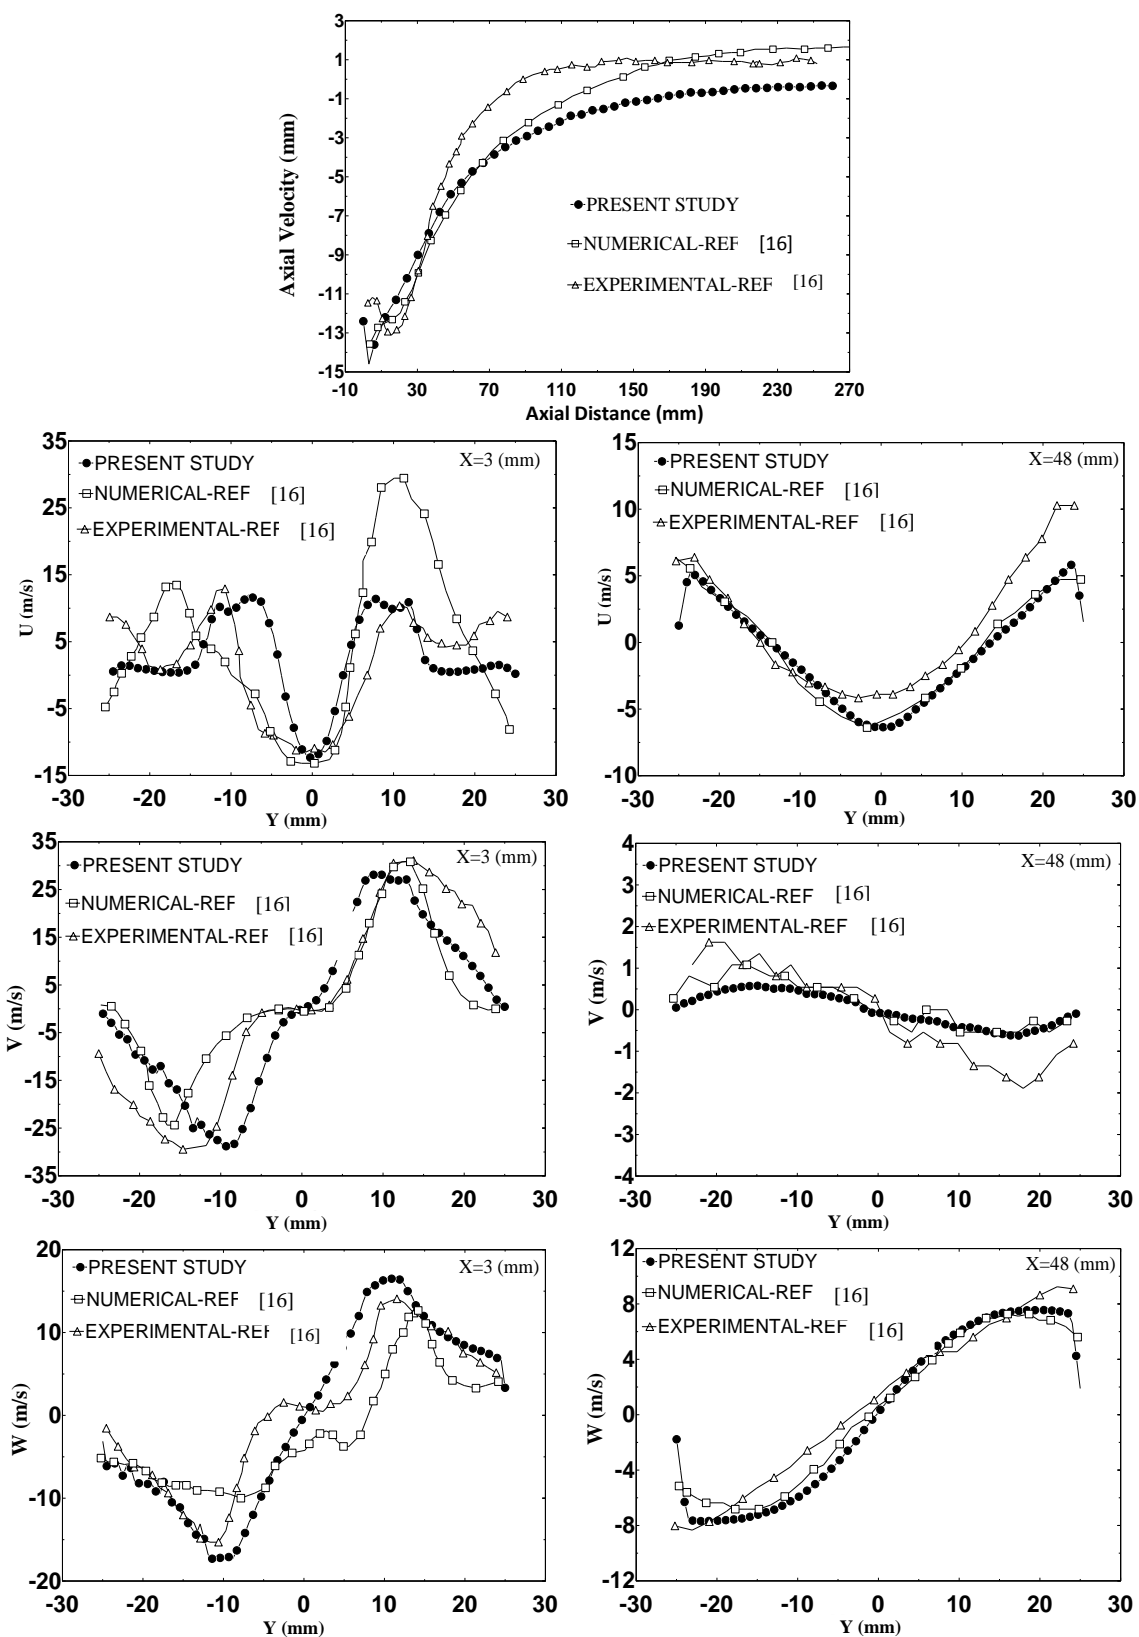 3
1
-1
-3
-5
-7
-9
-11
-13
-15
Axial Velocity (mm)
PRESENT STUDY
NUMERICAL-REF [16]
EXPERIMENTAL-REF [16]
-10 30 70 110 150 190 230 270
Axial Distance (mm)
35
25
15
5
-5
-15
U (m/s)
PRESENT STUDY
NUMERICAL-REF [16]
EXPERIMENTAL-REF [16]
X=3 (mm)
-30 -20 -10 0 10 20 30
Y (mm)
15
10
5
0
-5
-10
U (m/s)
PRESENT STUDY
NUMERICAL-REF [16]
EXPERIMENTAL-REF [16]
X=48 (mm)
-30 -20 -10 0 10 20 30
Y (mm)
35
25
15
5
-5
-15
-25
-35
V (m/s)
PRESENT STUDY
NUMERICAL-REF [16]
EXPERIMENTAL-REF [16]
X=3 (mm)
-30 -20 -10 0 10 20 30
Y (mm)
4
3
2
1
0
-1
-2
-3
-4
V (m/s)
PRESENT STUDY
NUMERICAL-REF [16]
EXPERIMENTAL-REF [16]
X=48 (mm)
-30 -20 -10 0 10 20 30
Y (mm)
20
10
0
-10
-20
W (m/s)
PRESENT STUDY
NUMERICAL-REF [16]
EXPERIMENTAL-REF [16]
X=3 (mm)
-30 -20 -10 0 10 20 30
Y (mm)
12
8
4
0
-4
-8
-12
W (m/s)
PRESENT STUDY
NUMERICAL-REF [16]
EXPERIMENTAL-REF [16]
X=48 (mm)
-30 -20 -10 0 10 20 30
Y (mm)